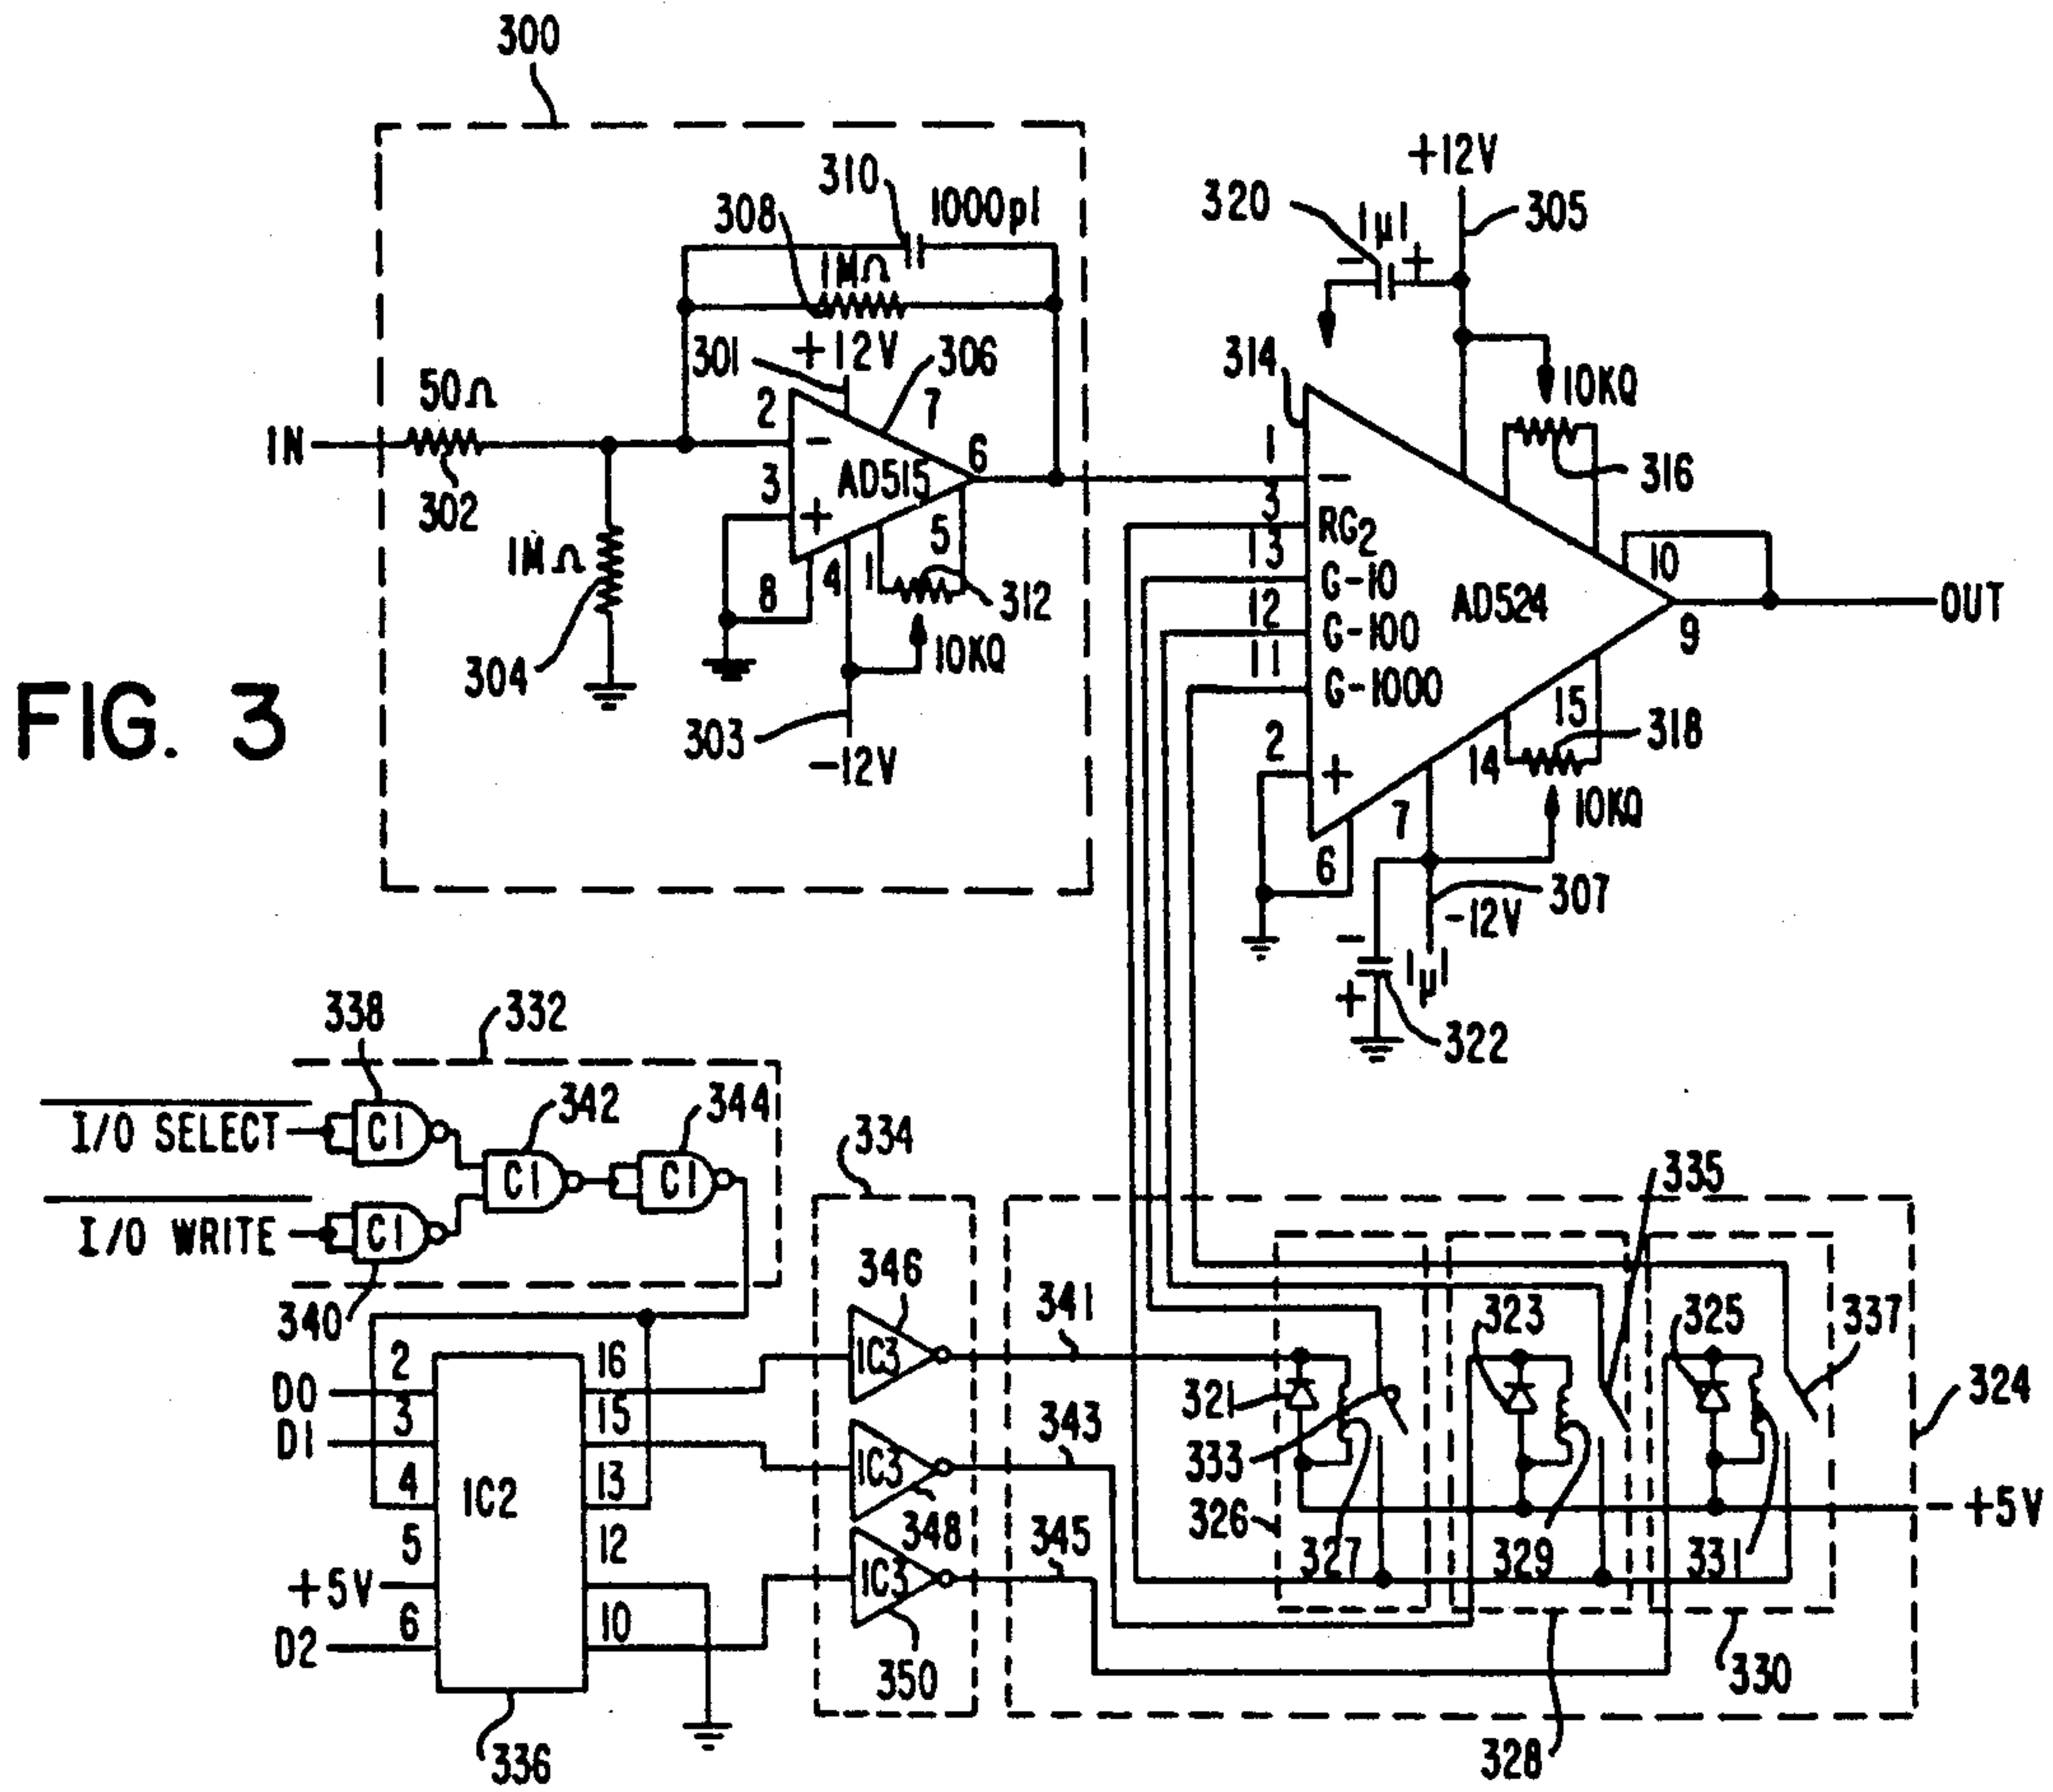 300
310
1000pf
308
1MΩ
+12V
301
306
50Ω
IN
302
2
7
3
AD515
6
1MΩ
304
8
4
1
5
312
10KΩ
303
-12V
FIG. 3
+12V
320
1μf
- +
305
314
10KΩ
316
1
3
RG2
13
G-10
12
G-100
11
G-1000
2
AD524
10
OUT
9
15
14
318
10KΩ
7
6
307
-12V
1μf
322
338
332
342
344
I/O SELECT
C1
C1
C1
I/O WRITE
C1
340
334
335
346
341
323
325
337
D0
2
16
IC3
321
324
D1
3
15
343
333
4
IC2
13
IC3
348
326
- +5V
5
12
345
327
329
331
+5V
6
10
IC3
D2
350
330
336
328